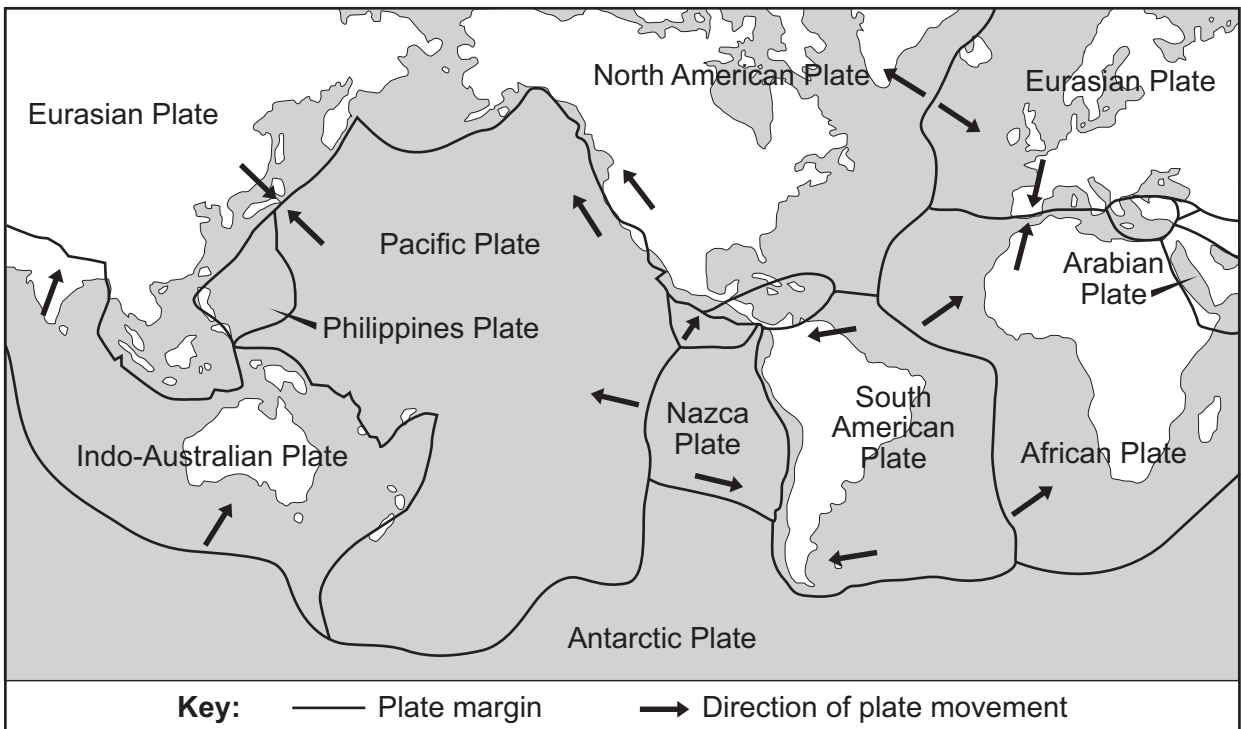 North American Plate
Eurasian Plate
Eurasian Plate
Pacific Plate
Arabian
Plate
Philippines Plate
Nazca
Plate
South
American
Plate
Indo-Australian Plate
African Plate
Antarctic Plate
Key:
Plate margin
Direction of plate movement